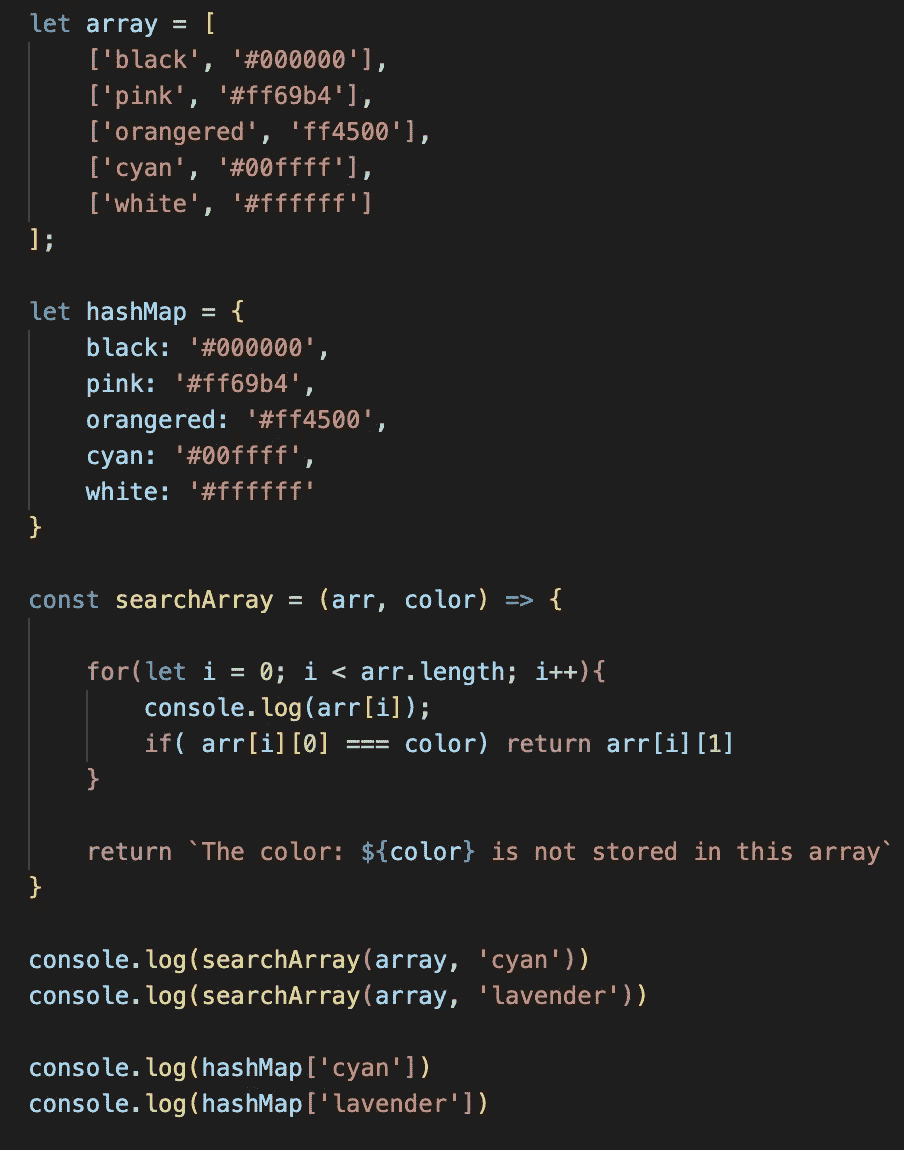 let array = [
    ['black', '#000000'],
    ['pink', '#ff69b4'],
    ['orangered', 'ff4500'],
    ['cyan', '#00ffff'],
    ['white', '#ffffff']
];
let hashMap = {
    black: '#000000',
    pink: '#ff69b4',
    orangered: '#ff4500',
    cyan: '#00ffff',
    white: '#ffffff'
}
const searchArray = (arr, color) => {
    for(let i = 0; i < arr.length; i++){
        console.log(arr[i]);
        if( arr[i][0] === color) return arr[i][1]
    }
    return `The color: ${color} is not stored in this array`
}
console.log(searchArray(array, 'cyan'))
console.log(searchArray(array, 'lavender'))
console.log(hashMap['cyan'])
console.log(hashMap['lavender'])